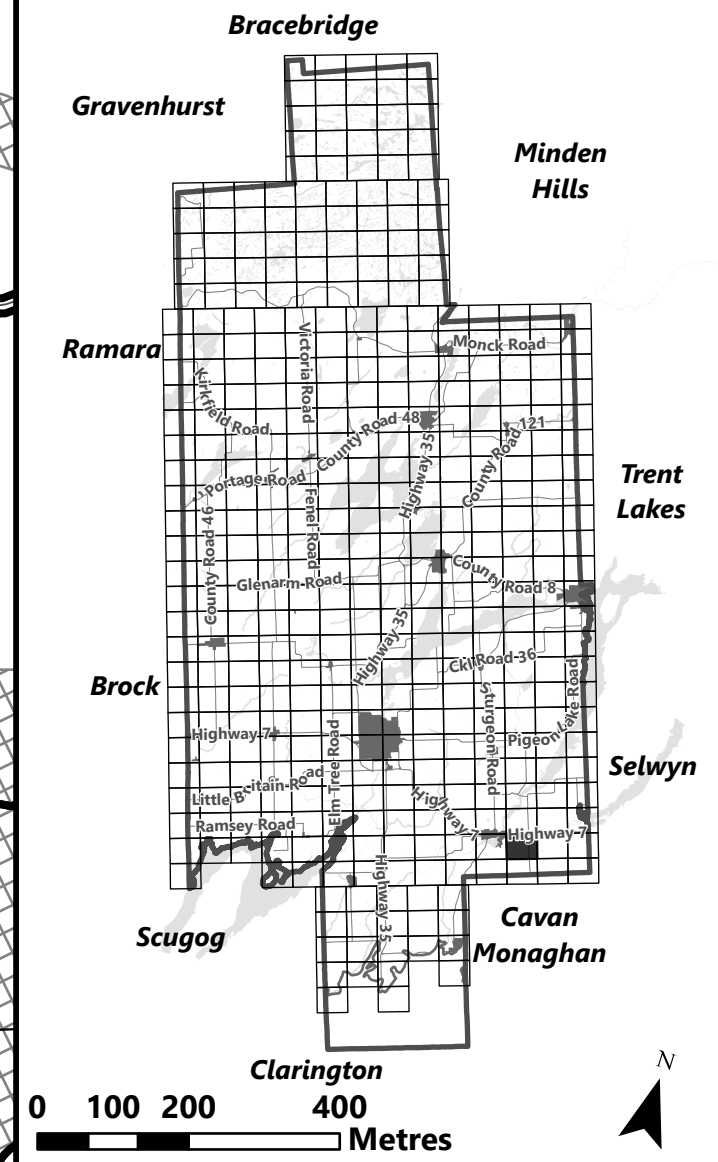 Bracebridge
Gravenhurst
Minden
Hills
Ramara
Monck Road
Victoria Road
Kirkfield Road
County Road 48
County Road 121
Highway 35
Portage Road
Trent
Lakes
Fenel Road
County Road 46
County Road 8
Glenarm Road
Highway 35
Ckl Road 36
Brock
Sturgeon Road
Pigeon Lake Road
Highway 7
Elm Tree Road
Selwyn
Little Britain Road
Highway 7
Ramsey Road
Highway 7
Highway 35
Scugog
Cavan
Monaghan
Clarington
N
0 100 200 400
Metres